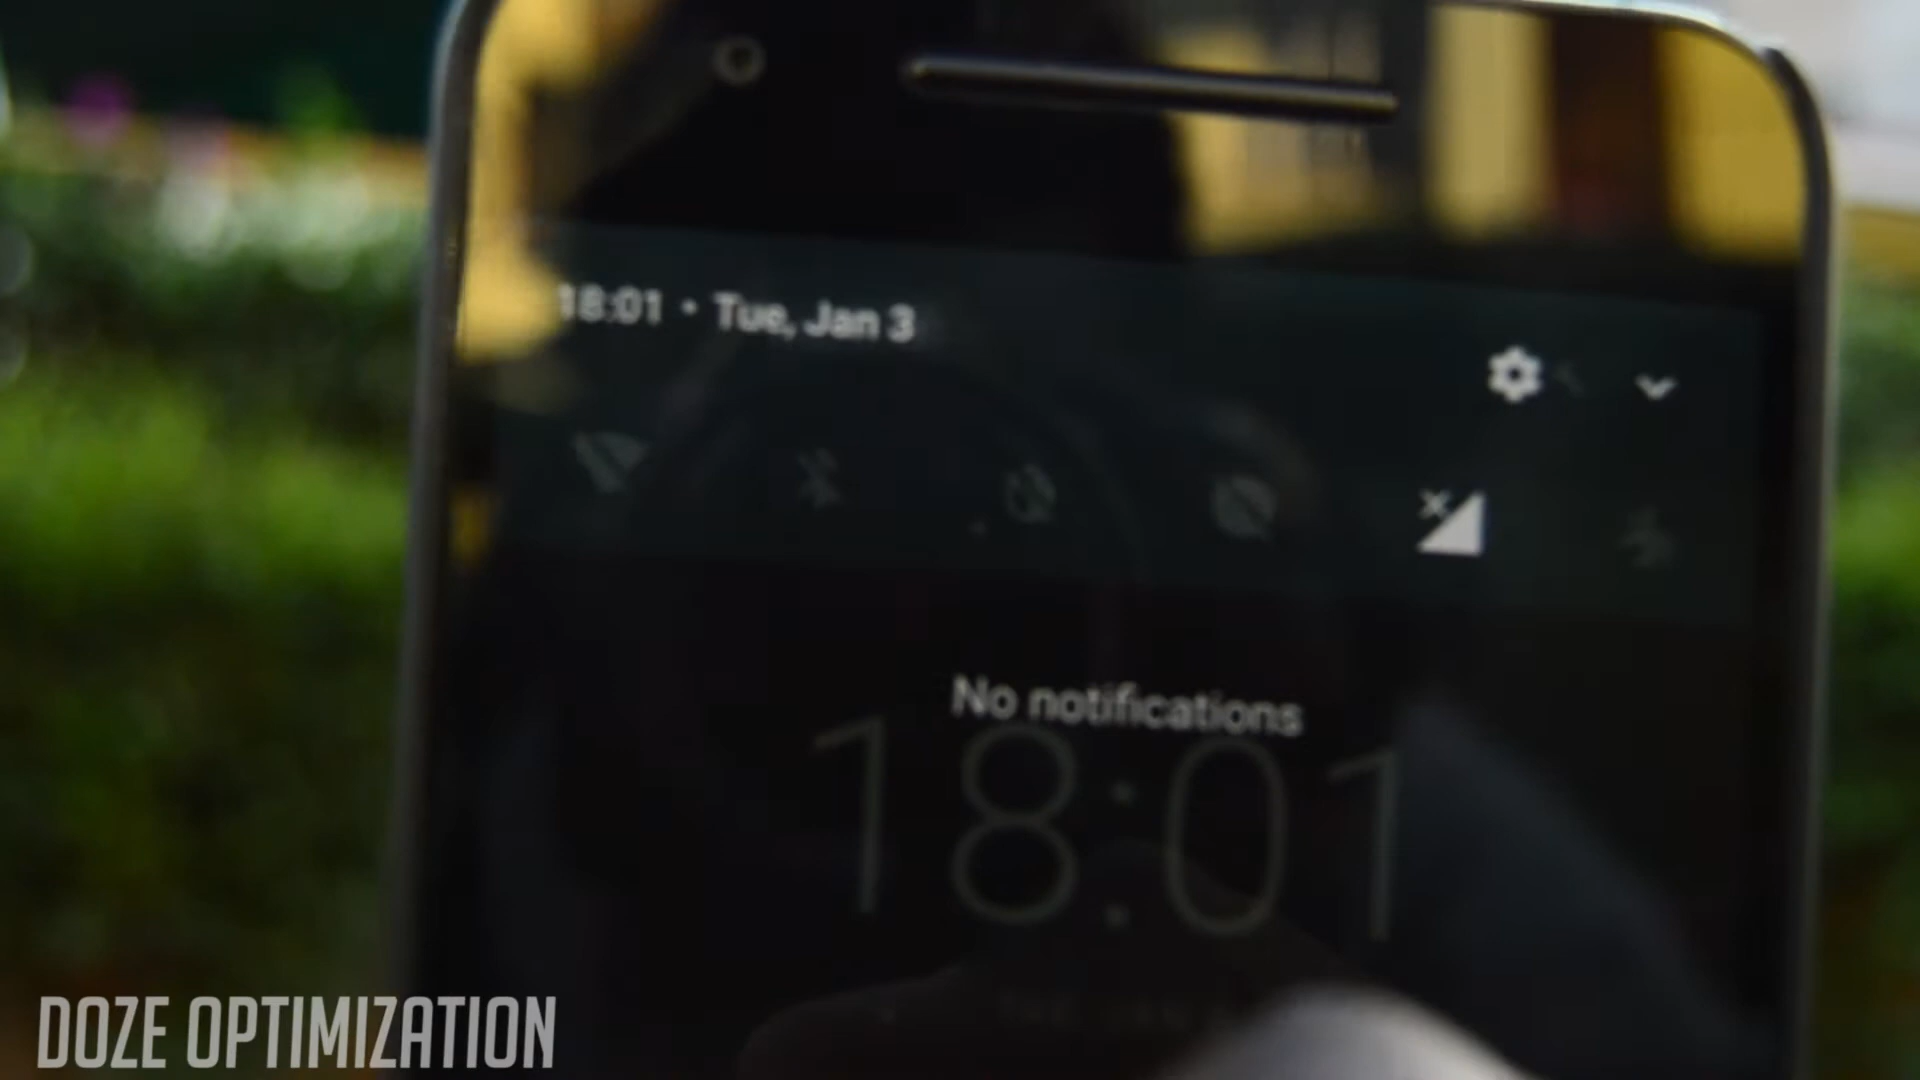 18:01 • Tue, Jan 3
No notifications
18:01
DOZE OPTIMIZATION